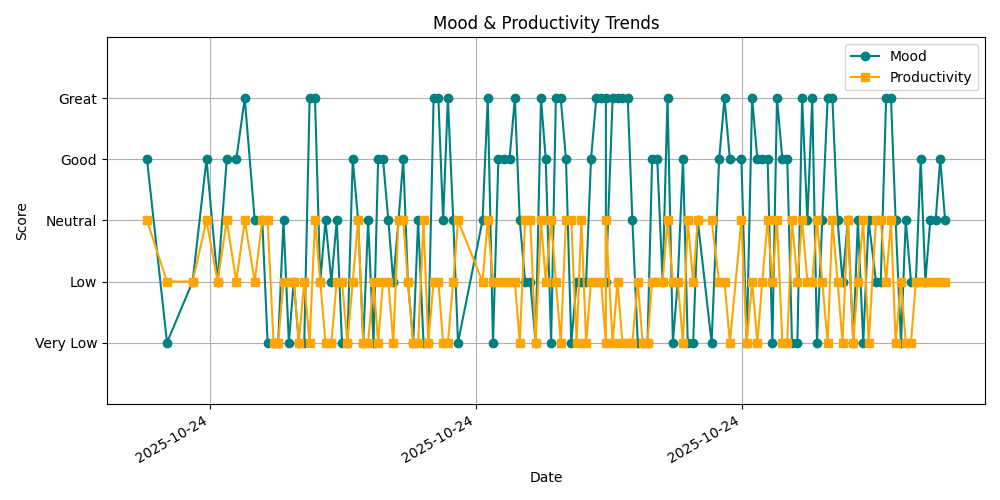 Mood & Productivity Trends
Mood
Productivity
Great
Good
Neutral
Low
Very Low
Score
2025-10-24
2025-10-24
2025-10-24
Date